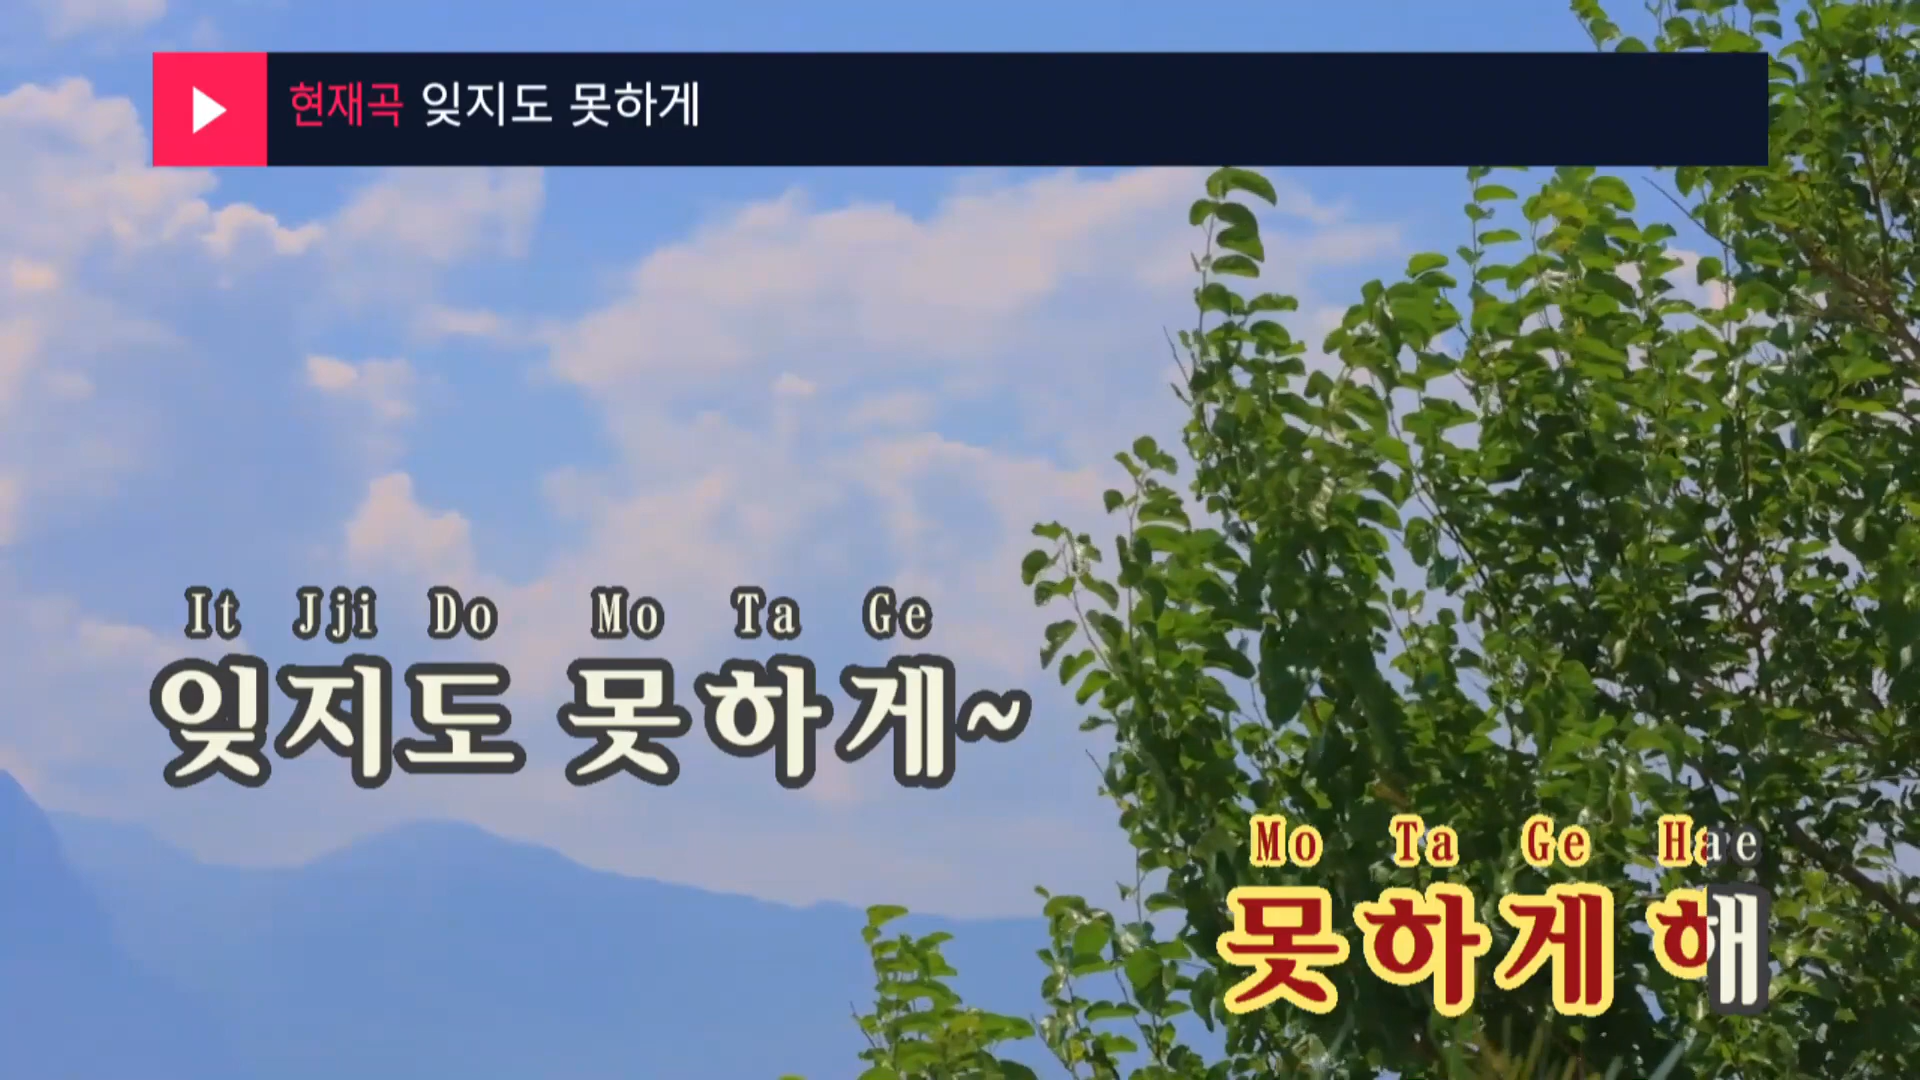 현재곡 잊지도 못하게
It Jji Do Mo Ta Ge
잊지도 못하게~
Mo Ta Ge Hae
못하게 해